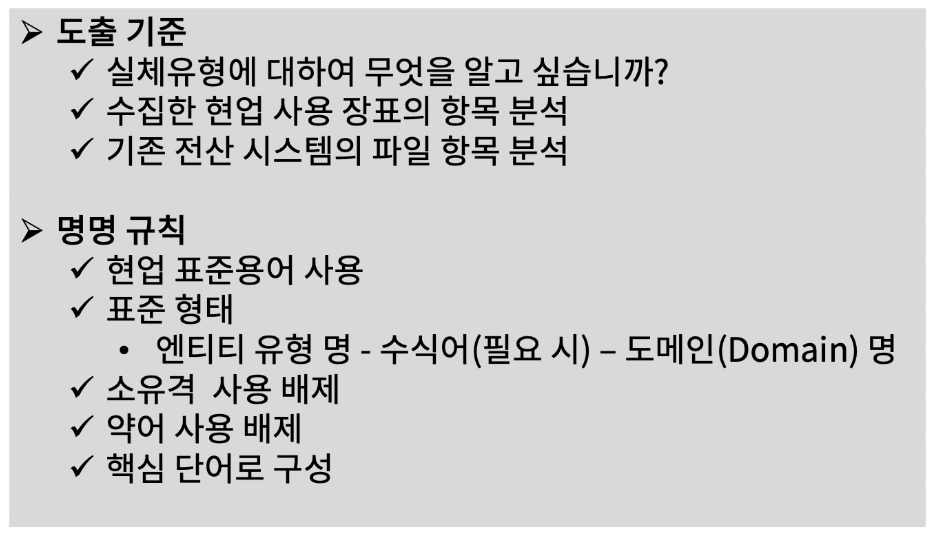 ➢ 도출 기준
✓ 실체유형에 대하여 무엇을 알고 싶습니까?
✓ 수집한 현업 사용 장표의 항목 분석
✓ 기존 전산 시스템의 파일 항목 분석
➢ 명명 규칙
✓ 현업 표준용어 사용
✓ 표준 형태
• 엔티티 유형 명 - 수식어(필요 시) – 도메인(Domain) 명
✓ 소유격 사용 배제
✓ 약어 사용 배제
✓ 핵심 단어로 구성